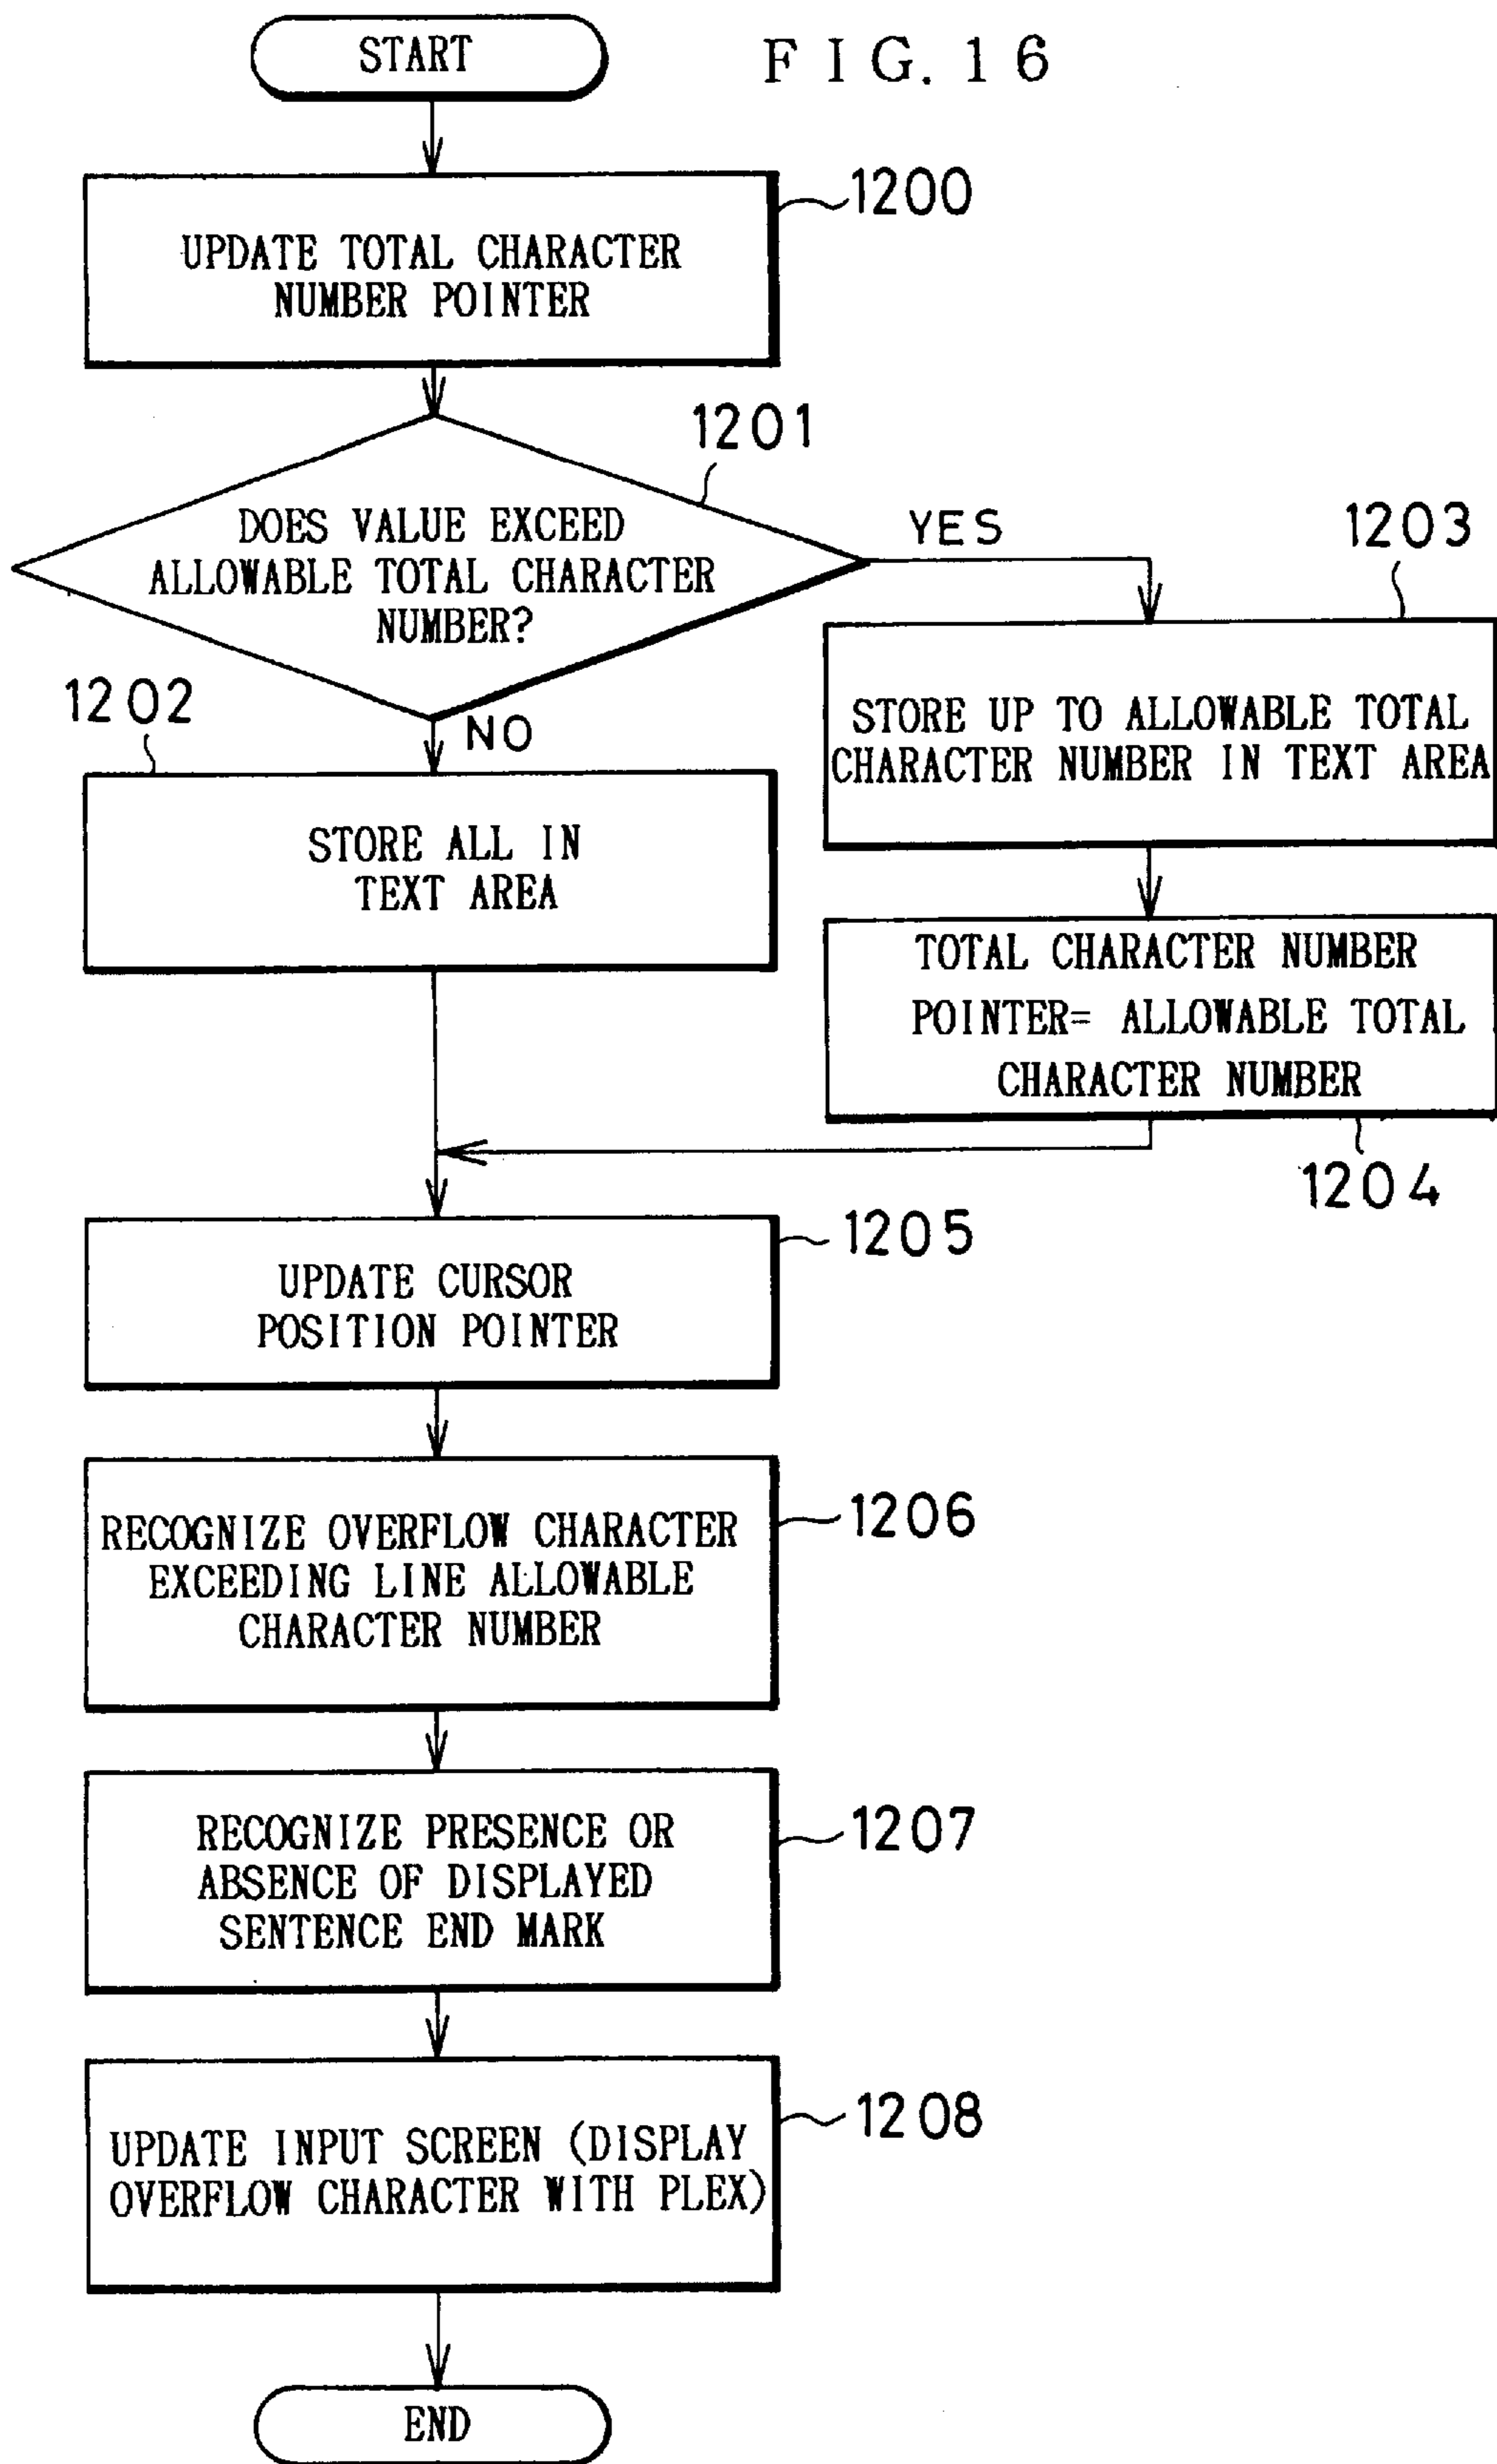 START
FIG. 16
1200
UPDATE TOTAL CHARACTER
NUMBER POINTER
1201
DOES VALUE EXCEED
ALLOWABLE TOTAL CHARACTER
NUMBER?
YES
NO
1203
STORE UP TO ALLOWABLE TOTAL
CHARACTER NUMBER IN TEXT AREA
1202
STORE ALL IN
TEXT AREA
TOTAL CHARACTER NUMBER
POINTER= ALLOWABLE TOTAL
CHARACTER NUMBER
1204
1205
UPDATE CURSOR
POSITION POINTER
1206
RECOGNIZE OVERFLOW CHARACTER
EXCEEDING LINE ALLOWABLE
CHARACTER NUMBER
1207
RECOGNIZE PRESENCE OR
ABSENCE OF DISPLAYED
SENTENCE END MARK
1208
UPDATE INPUT SCREEN (DISPLAY
OVERFLOW CHARACTER WITH PLEX)
END